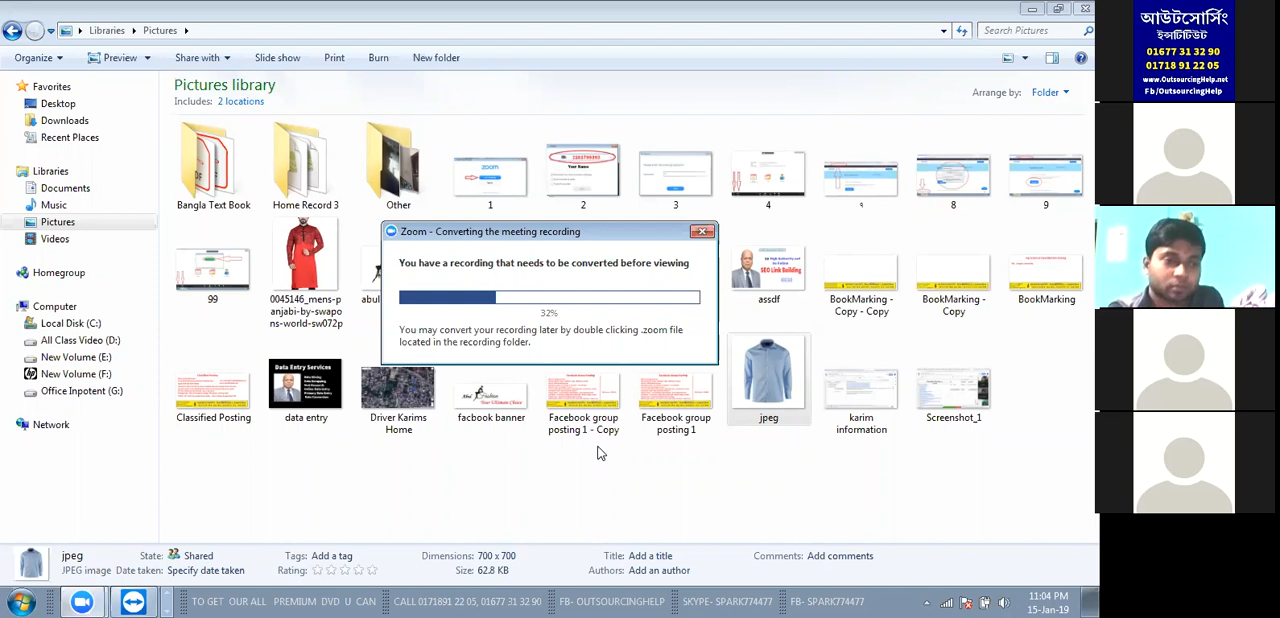 Libraries
Pictures
Search Pictures
Organize
Preview
Share with
Slide show
Print
Burn
New folder
Favorites
Desktop
Downloads
Recent Places
Libraries
Documents
Music
Pictures
Videos
Homegroup
Computer
Local Disk (C:)
All Class Video (D:)
New Volume (E:)
New Volume (F:)
Office Inpotent (G:)
Network
Pictures library
Includes: 2 locations
Arrange by: Folder
Bangla Text Book
Home Record 3
Other
1
2
3
4
8
9
99
0045146_mens-p
anjabi-by-swapo
ns-world-sw072p
assdf
BookMarking -
Copy - Copy
BookMarking -
Copy
BookMarking
Zoom - Converting the meeting recording
You have a recording that needs to be converted before viewing
32%
You may convert your recording later by double clicking .zoom file
located in the recording folder.
Data Entry Services
SEO Link Building
zoom
Classified Posting
data entry
Driver Karims
Home
facbook banner
Facebook group
posting 1 - Copy
Facebook group
posting 1
jpeg
karim
information
Screenshot_1
jpeg
JPEG image
State: Shared
Date taken: Specify date taken
Tags: Add a tag
Rating:
Dimensions: 700 x 700
Size: 62.8 KB
Title: Add a title
Authors: Add an author
Comments: Add comments
TO GET OUR ALL PREMIUM DVD U CAN
CALL 0171891 22 05, 01677 31 32 90
FB- OUTSOURCINGHELP
SKYPE- SPARK774477
FB- SPARK774477
11:04 PM
15-Jan-19
আউটসোর্সিং
ইন্সটিটিউট
01677 31 32 90
01718 91 22 05
www.OutsourcingHelp.net
Fb/OutsourcingHelp